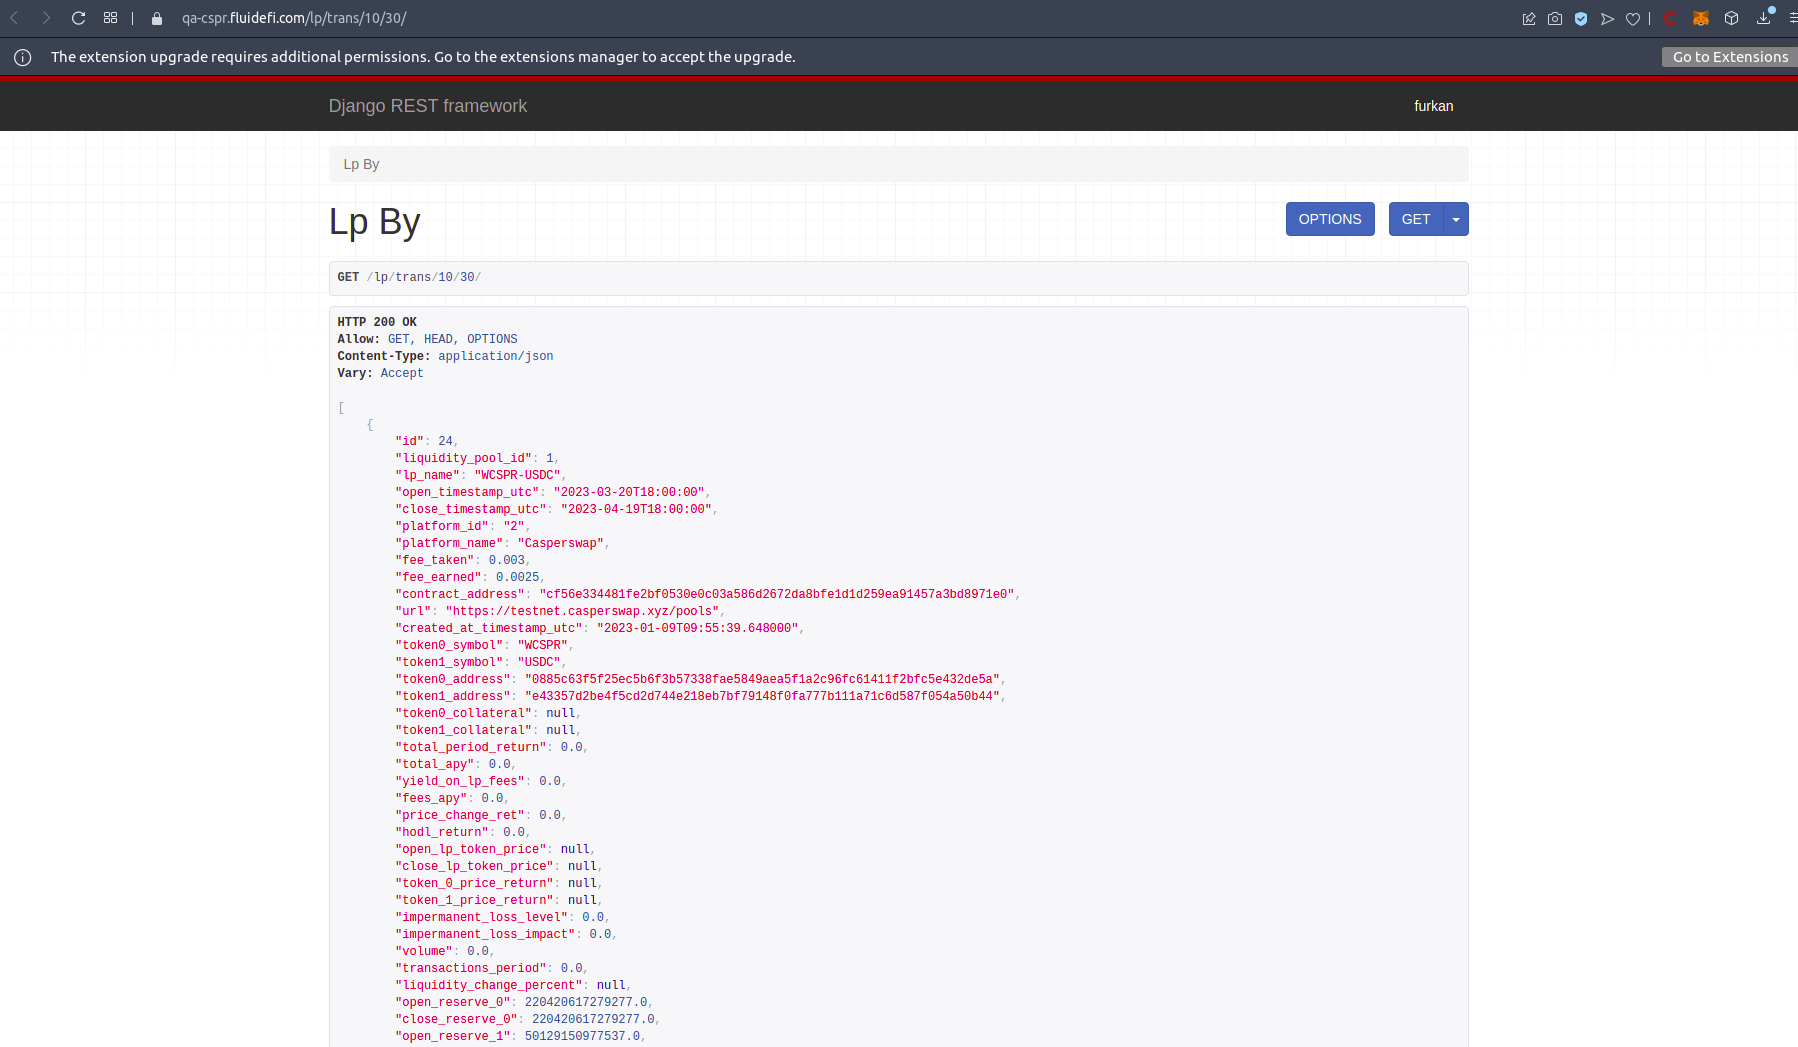 qa-cspr.fluidefi.com/lp/trans/10/30/
The extension upgrade requires additional permissions. Go to the extensions manager to accept the upgrade.
Go to Extensions
Django REST framework
furkan
Lp By
Lp By
OPTIONS
GET
GET /lp/trans/10/30/
HTTP 200 OK
Allow: GET, HEAD, OPTIONS
Content-Type: application/json
Vary: Accept
[
{
"id": 24,
"liquidity_pool_id": 1,
"lp_name": "WCSPR-USDC",
"open_timestamp_utc": "2023-03-20T18:00:00",
"close_timestamp_utc": "2023-04-19T18:00:00",
"platform_id": "2",
"platform_name": "Casperswap",
"fee_taken": 0.003,
"fee_earned": 0.0025,
"contract_address": "cf56e334481fe2bf0530e0c03a586d2672da8bfe1d1d259ea91457a3bd8971e0",
"url": "https://testnet.casperswap.xyz/pools",
"created_at_timestamp_utc": "2023-01-09T09:55:39.648000",
"token0_symbol": "WCSPR",
"token1_symbol": "USDC",
"token0_address": "0885c63f5f25ec5b6f3b57338fae5849aea5f1a2c96fc61411f2bfc5e432de5a",
"token1_address": "e43357d2be4f5cd2d744e218eb7bf79148f0fa777b111a71c6d587f054a50b44",
"token0_collateral": null,
"token1_collateral": null,
"total_period_return": 0.0,
"total_apy": 0.0,
"yield_on_lp_fees": 0.0,
"fees_apy": 0.0,
"price_change_ret": 0.0,
"hodl_return": 0.0,
"open_lp_token_price": null,
"close_lp_token_price": null,
"token_0_price_return": null,
"token_1_price_return": null,
"impermanent_loss_level": 0.0,
"impermanent_loss_impact": 0.0,
"volume": 0.0,
"transactions_period": 0.0,
"liquidity_change_percent": null,
"open_reserve_0": 220420617279277.0,
"close_reserve_0": 220420617279277.0,
"open_reserve_1": 50129150977537.0,